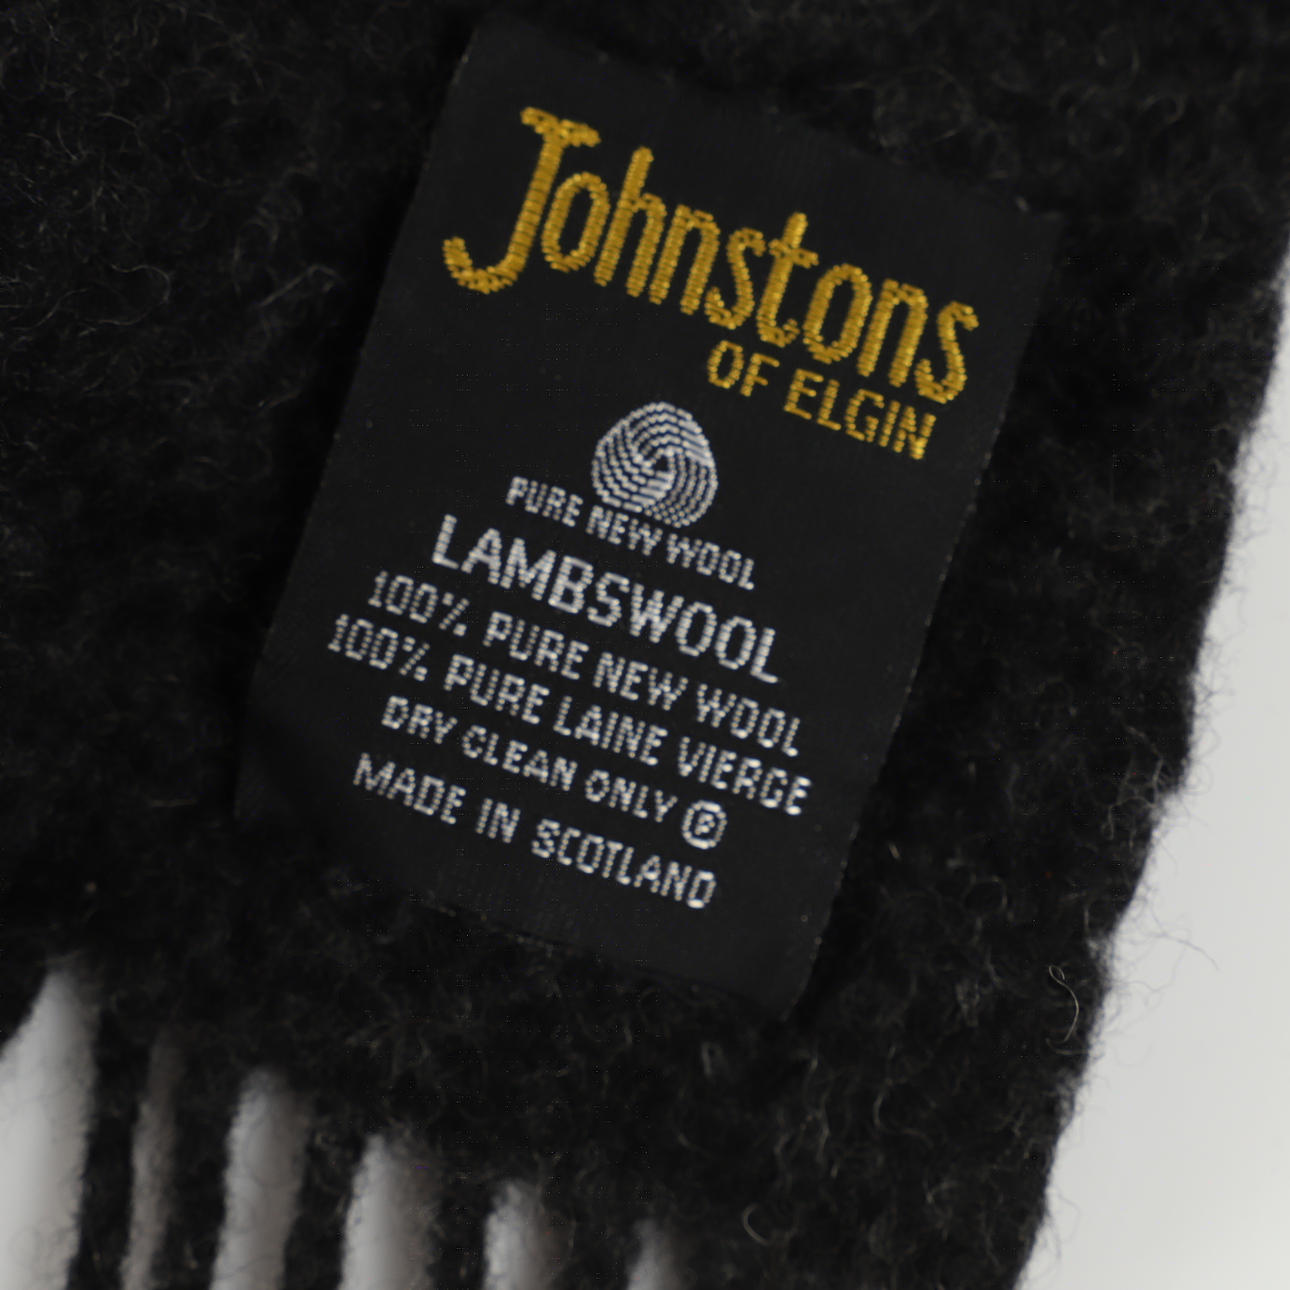 Johnstons
OF ELGIN
PURE NEW WOOL
LAMBSWOOL
100% PURE NEW WOOL
100% PURE LAINE VIERGE
DRY CLEAN ONLY Ⓟ
MADE IN SCOTLAND